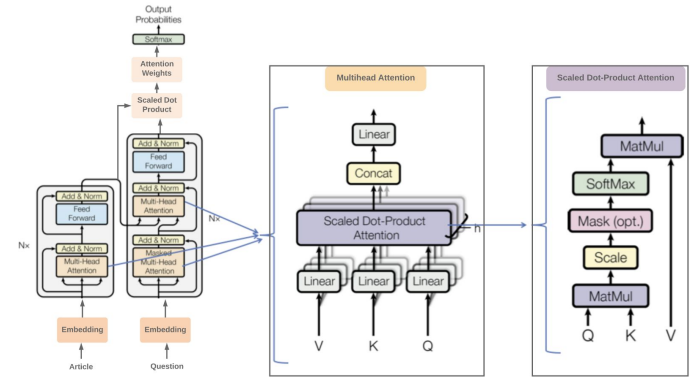 Output
Probabilities
Softmax
Attention
Weights
Scaled Dot
Product
Add & Norm
Feed
Forward
Add & Norm
Multi-Head
Attention
Nx
Add & Norm
Masked
Multi-Head
Attention
Add & Norm
Feed
Forward
Nx
Add & Norm
Multi-Head
Attention
Embedding
Embedding
Article
Question
Multihead Attention
Linear
Concat
Scaled Dot-Product
Attention
h
Linear
Linear
Linear
V
K
Q
Scaled Dot-Product Attention
MatMul
SoftMax
Mask (opt.)
Scale
MatMul
Q
K
V